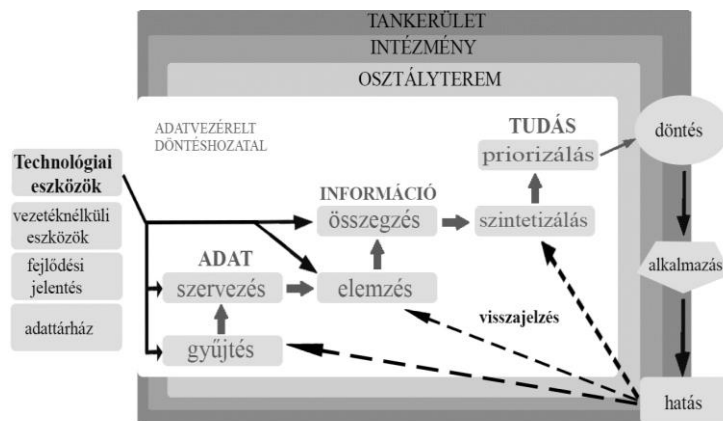 TANKERÜLET
INTÉZMÉNY
OSZTÁLYTEREM
ADATVEZÉRELT
DÖNTÉSHOZATAL
TUDÁS
priorizálás
döntés
Technológiai
eszközök
vezetéknélküli
eszközök
fejlődési
jelentés
adattárház
INFORMÁCIÓ
összegzés
szintetizálás
ADAT
szervezés
elemzés
alkalmazás
visszajelzés
gyűjtés
hatás